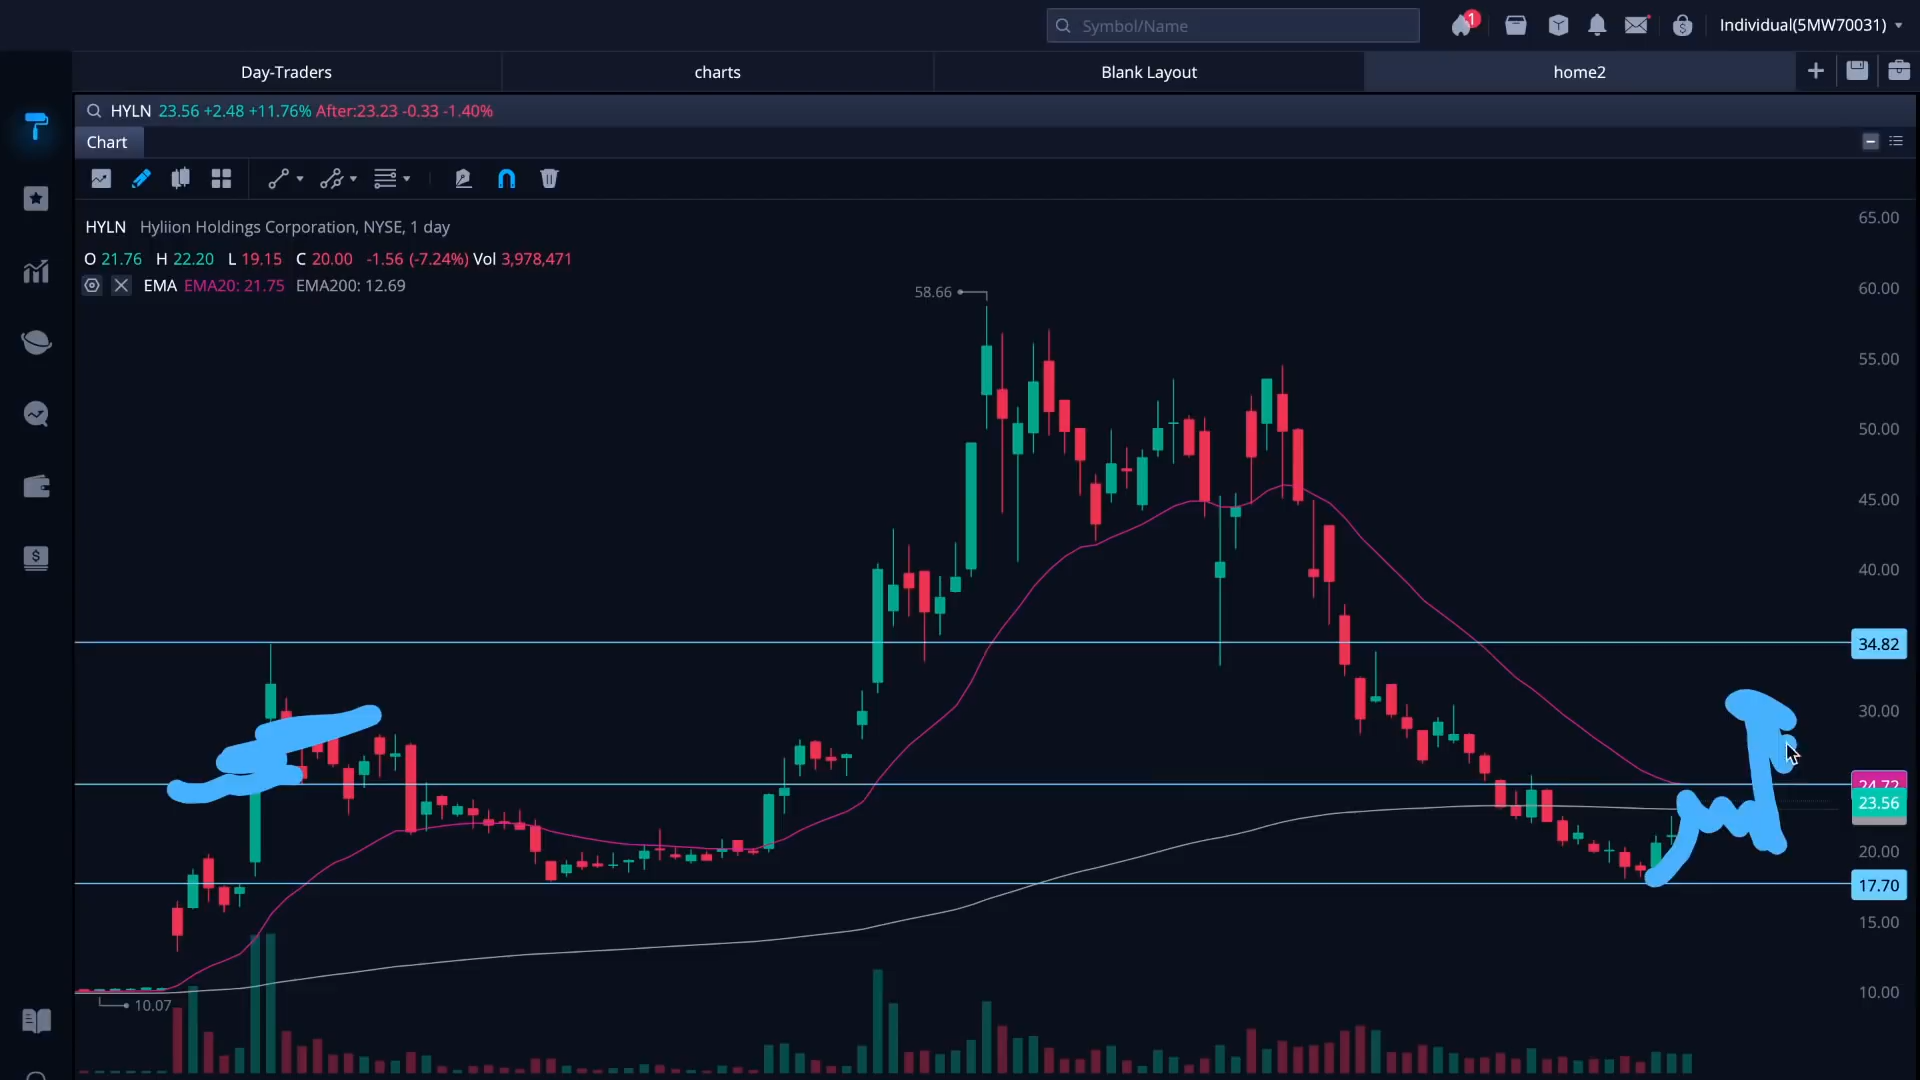 Symbol/Name
1
Individual(5MW70031)
Day-Traders charts Blank Layout home2
HYLN 23.56 +2.48 +11.76% After:23.23 -0.33 -1.40%
Chart
HYLN Hyliion Holdings Corporation, NYSE, 1 day
O 21.76 H 22.20 L 19.15 C 20.00 -1.56 (-7.24%) Vol 3,978,471
EMA EMA20: 21.75 EMA200: 12.69
58.66
10.07
65.00
60.00
55.00
50.00
45.00
40.00
34.82
30.00
24.72
23.56
20.00
17.70
15.00
10.00